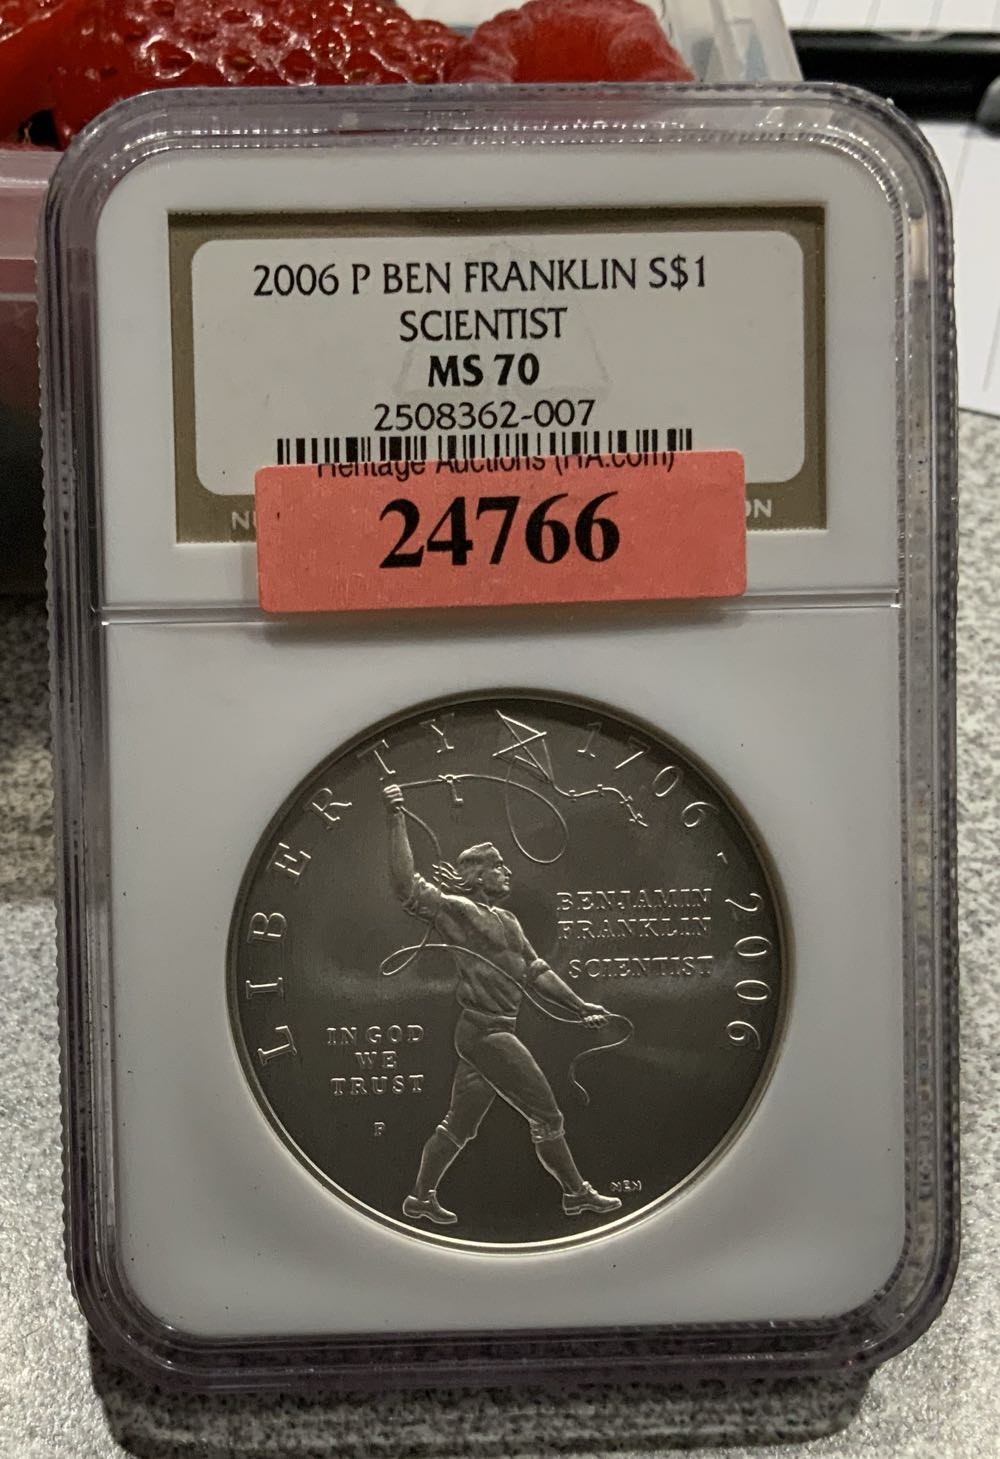 2006 P BEN FRANKLIN S$1
SCIENTIST
MS 70
2508362-007
Heritage Auctions (HA.com)
24766
LIBERTY 1706-2006
BENJAMIN
FRANKLIN
SCIENTIST
IN GOD
WE
TRUST
P